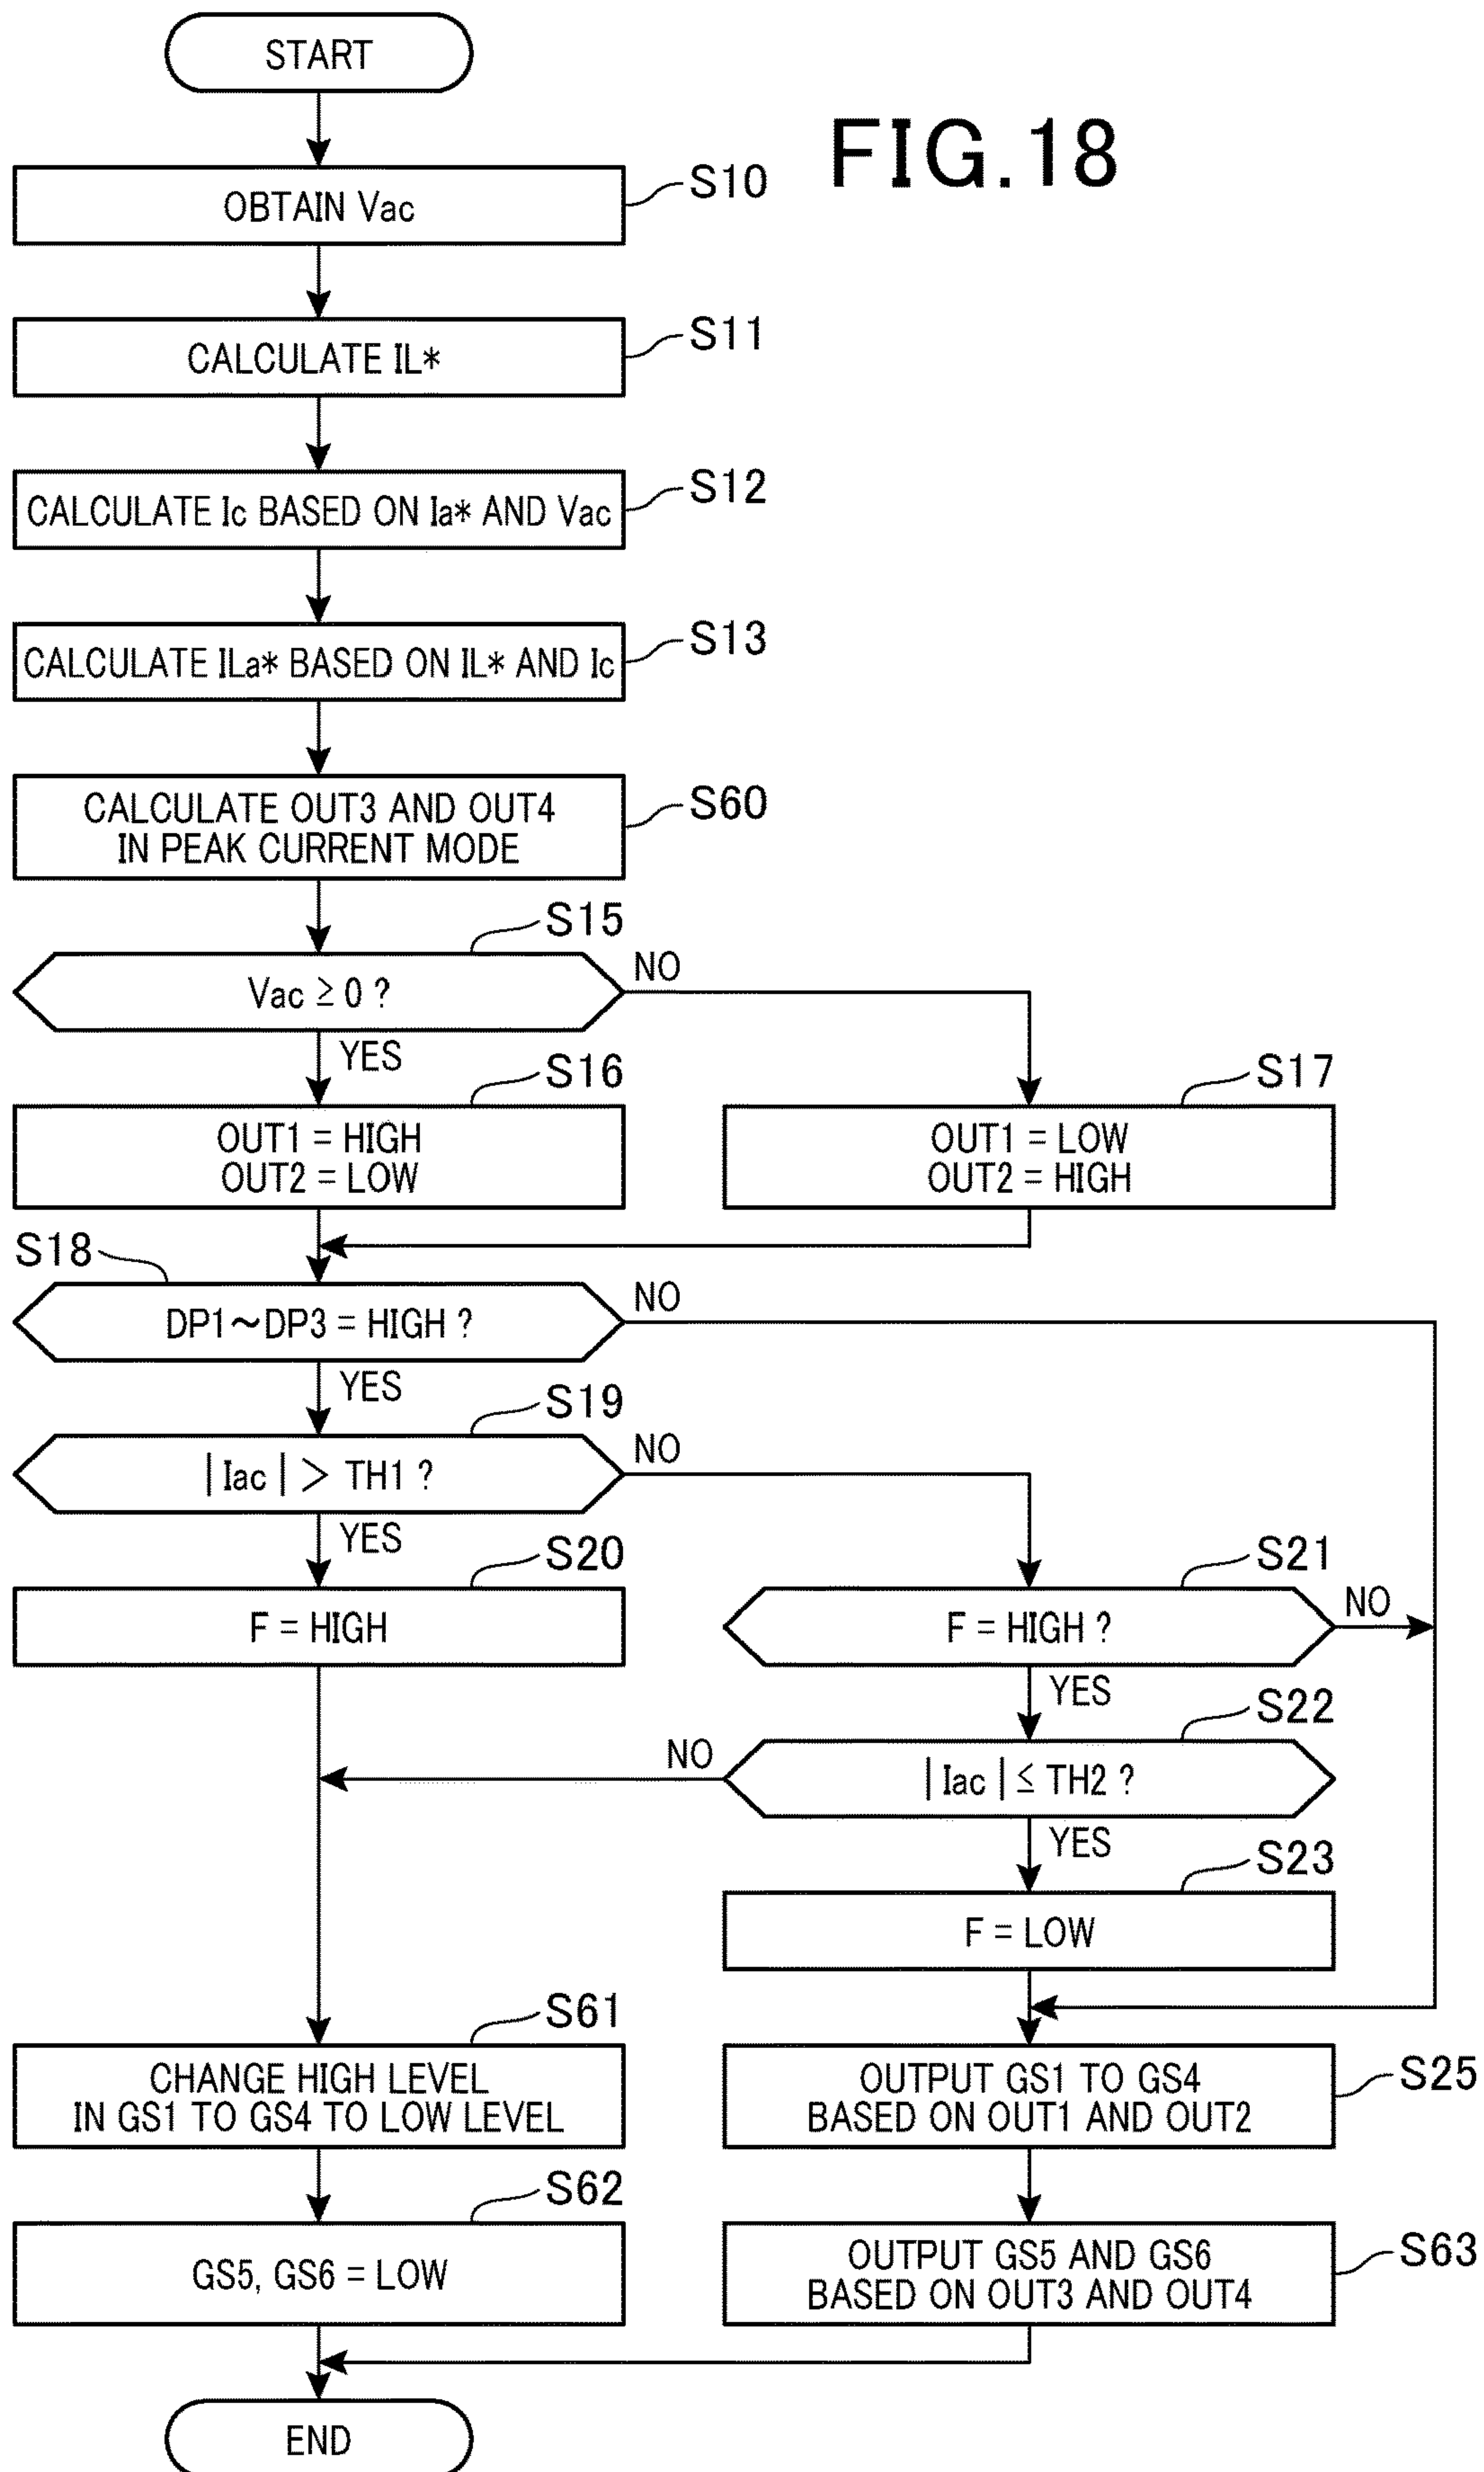 START
FIG.18
S10
OBTAIN Vac
S11
CALCULATE IL*
S12
CALCULATE Ic BASED ON Ia* AND Vac
S13
CALCULATE ILa* BASED ON IL* AND Ic
S60
CALCULATE OUT3 AND OUT4
IN PEAK CURRENT MODE
S15
Vac ≥ 0 ?
NO
YES
S16
OUT1 = HIGH
OUT2 = LOW
S17
OUT1 = LOW
OUT2 = HIGH
S18
DP1~DP3 = HIGH ?
NO
YES
S19
| Iac | > TH1 ?
NO
YES
S20
F = HIGH
S21
F = HIGH ?
NO
YES
S22
| Iac | ≤ TH2 ?
NO
YES
S23
F = LOW
S61
CHANGE HIGH LEVEL
IN GS1 TO GS4 TO LOW LEVEL
S25
OUTPUT GS1 TO GS4
BASED ON OUT1 AND OUT2
S62
GS5, GS6 = LOW
S63
OUTPUT GS5 AND GS6
BASED ON OUT3 AND OUT4
END